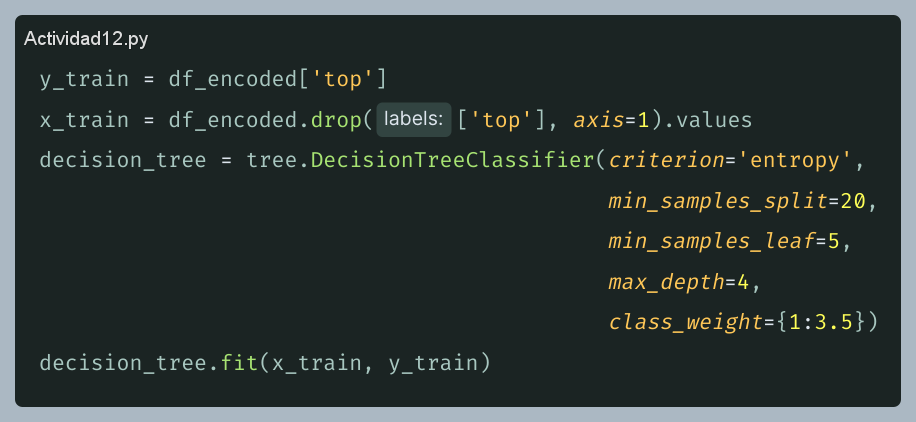 Actividad12.py
y_train = df_encoded['top']
x_train = df_encoded.drop( labels: ['top'], axis=1).values
decision_tree = tree.DecisionTreeClassifier(criterion='entropy',
min_samples_split=20,
min_samples_leaf=5,
max_depth=4,
class_weight={1:3.5})
decision_tree.fit(x_train, y_train)